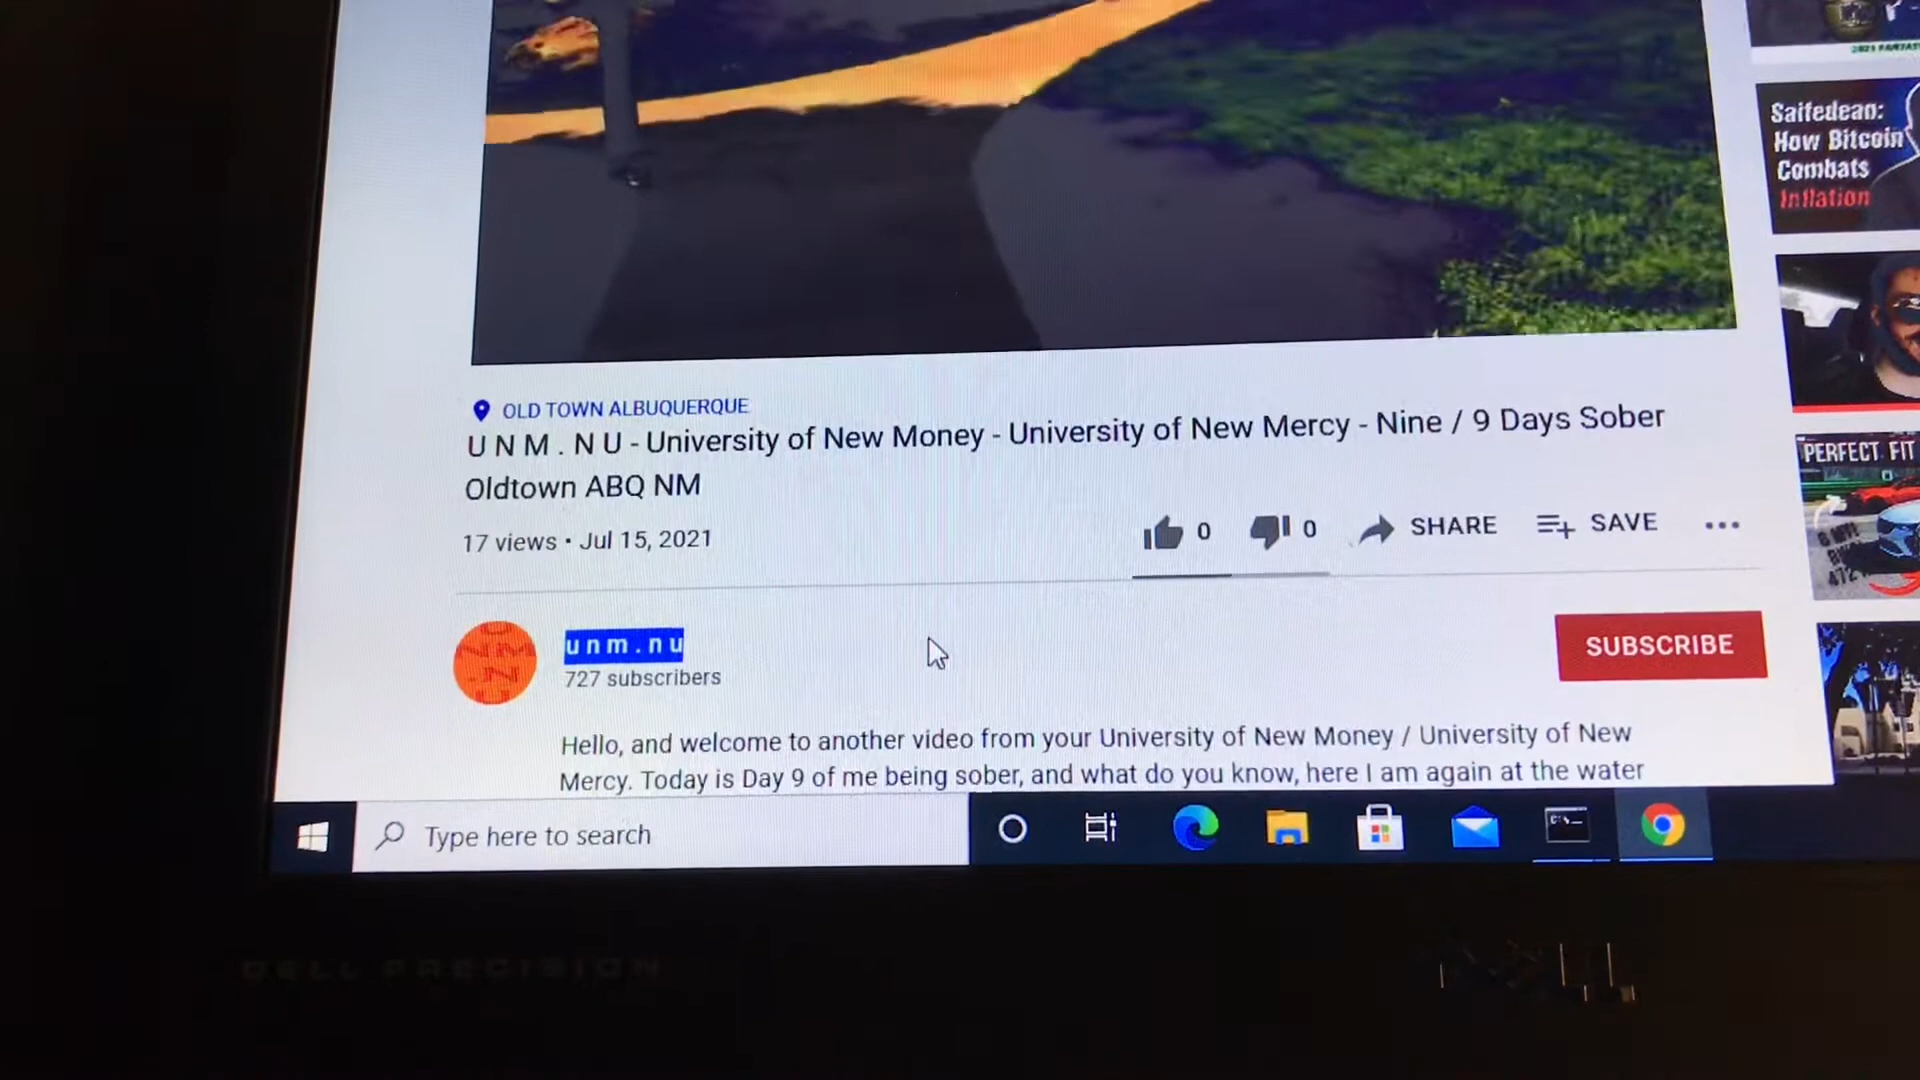 Saifedean:
How Bitcoin
Combats
Inflation
PERFECT FIT
OLD TOWN ALBUQUERQUE
U N M . N U - University of New Money - University of New Mercy - Nine / 9 Days Sober
Oldtown ABQ NM
17 views • Jul 15, 2021
0
0
SHARE
SAVE
u n m . n u
727 subscribers
SUBSCRIBE
Hello, and welcome to another video from your University of New Money / University of New
Mercy. Today is Day 9 of me being sober, and what do you know, here I am again at the water
Type here to search
DELL PRECISION